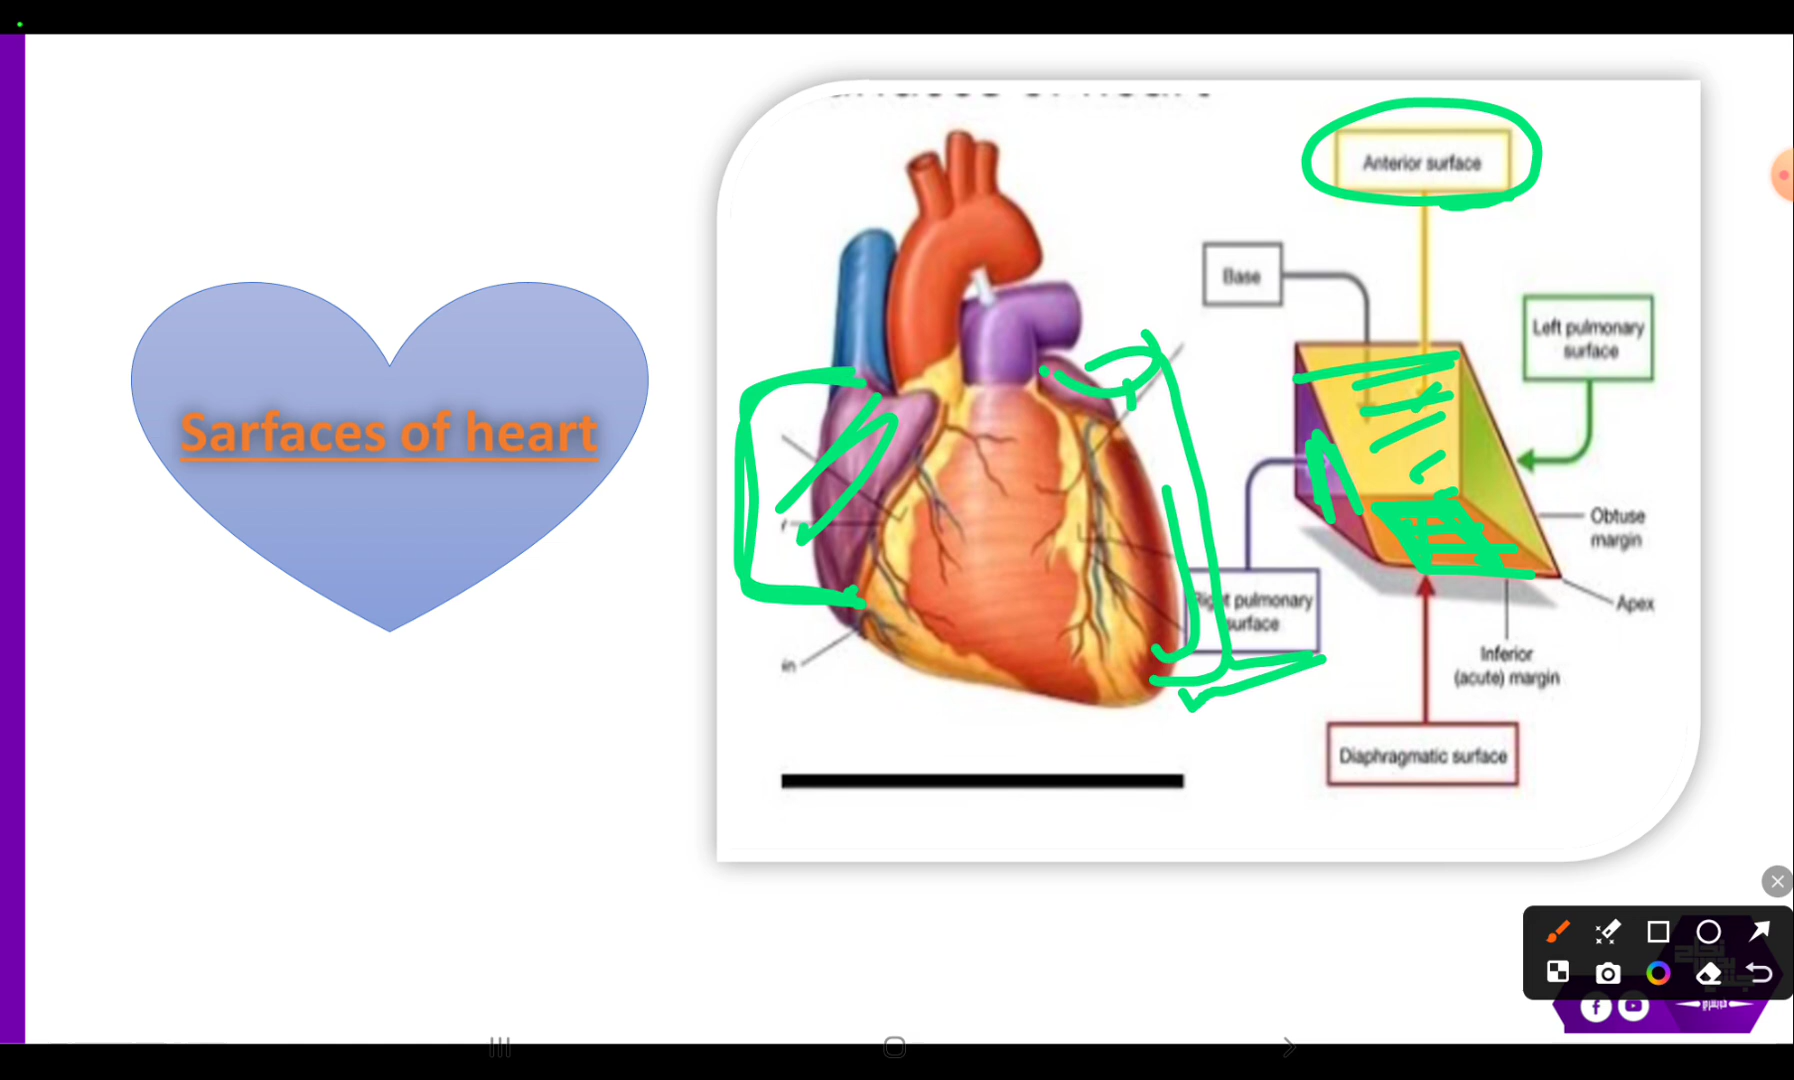 Sarfaces of heart
Anterior surface
Base
Left pulmonary
surface
Obtuse
margin
Apex
Right pulmonary
surface
Inferior
(acute) margin
Diaphragmatic surface